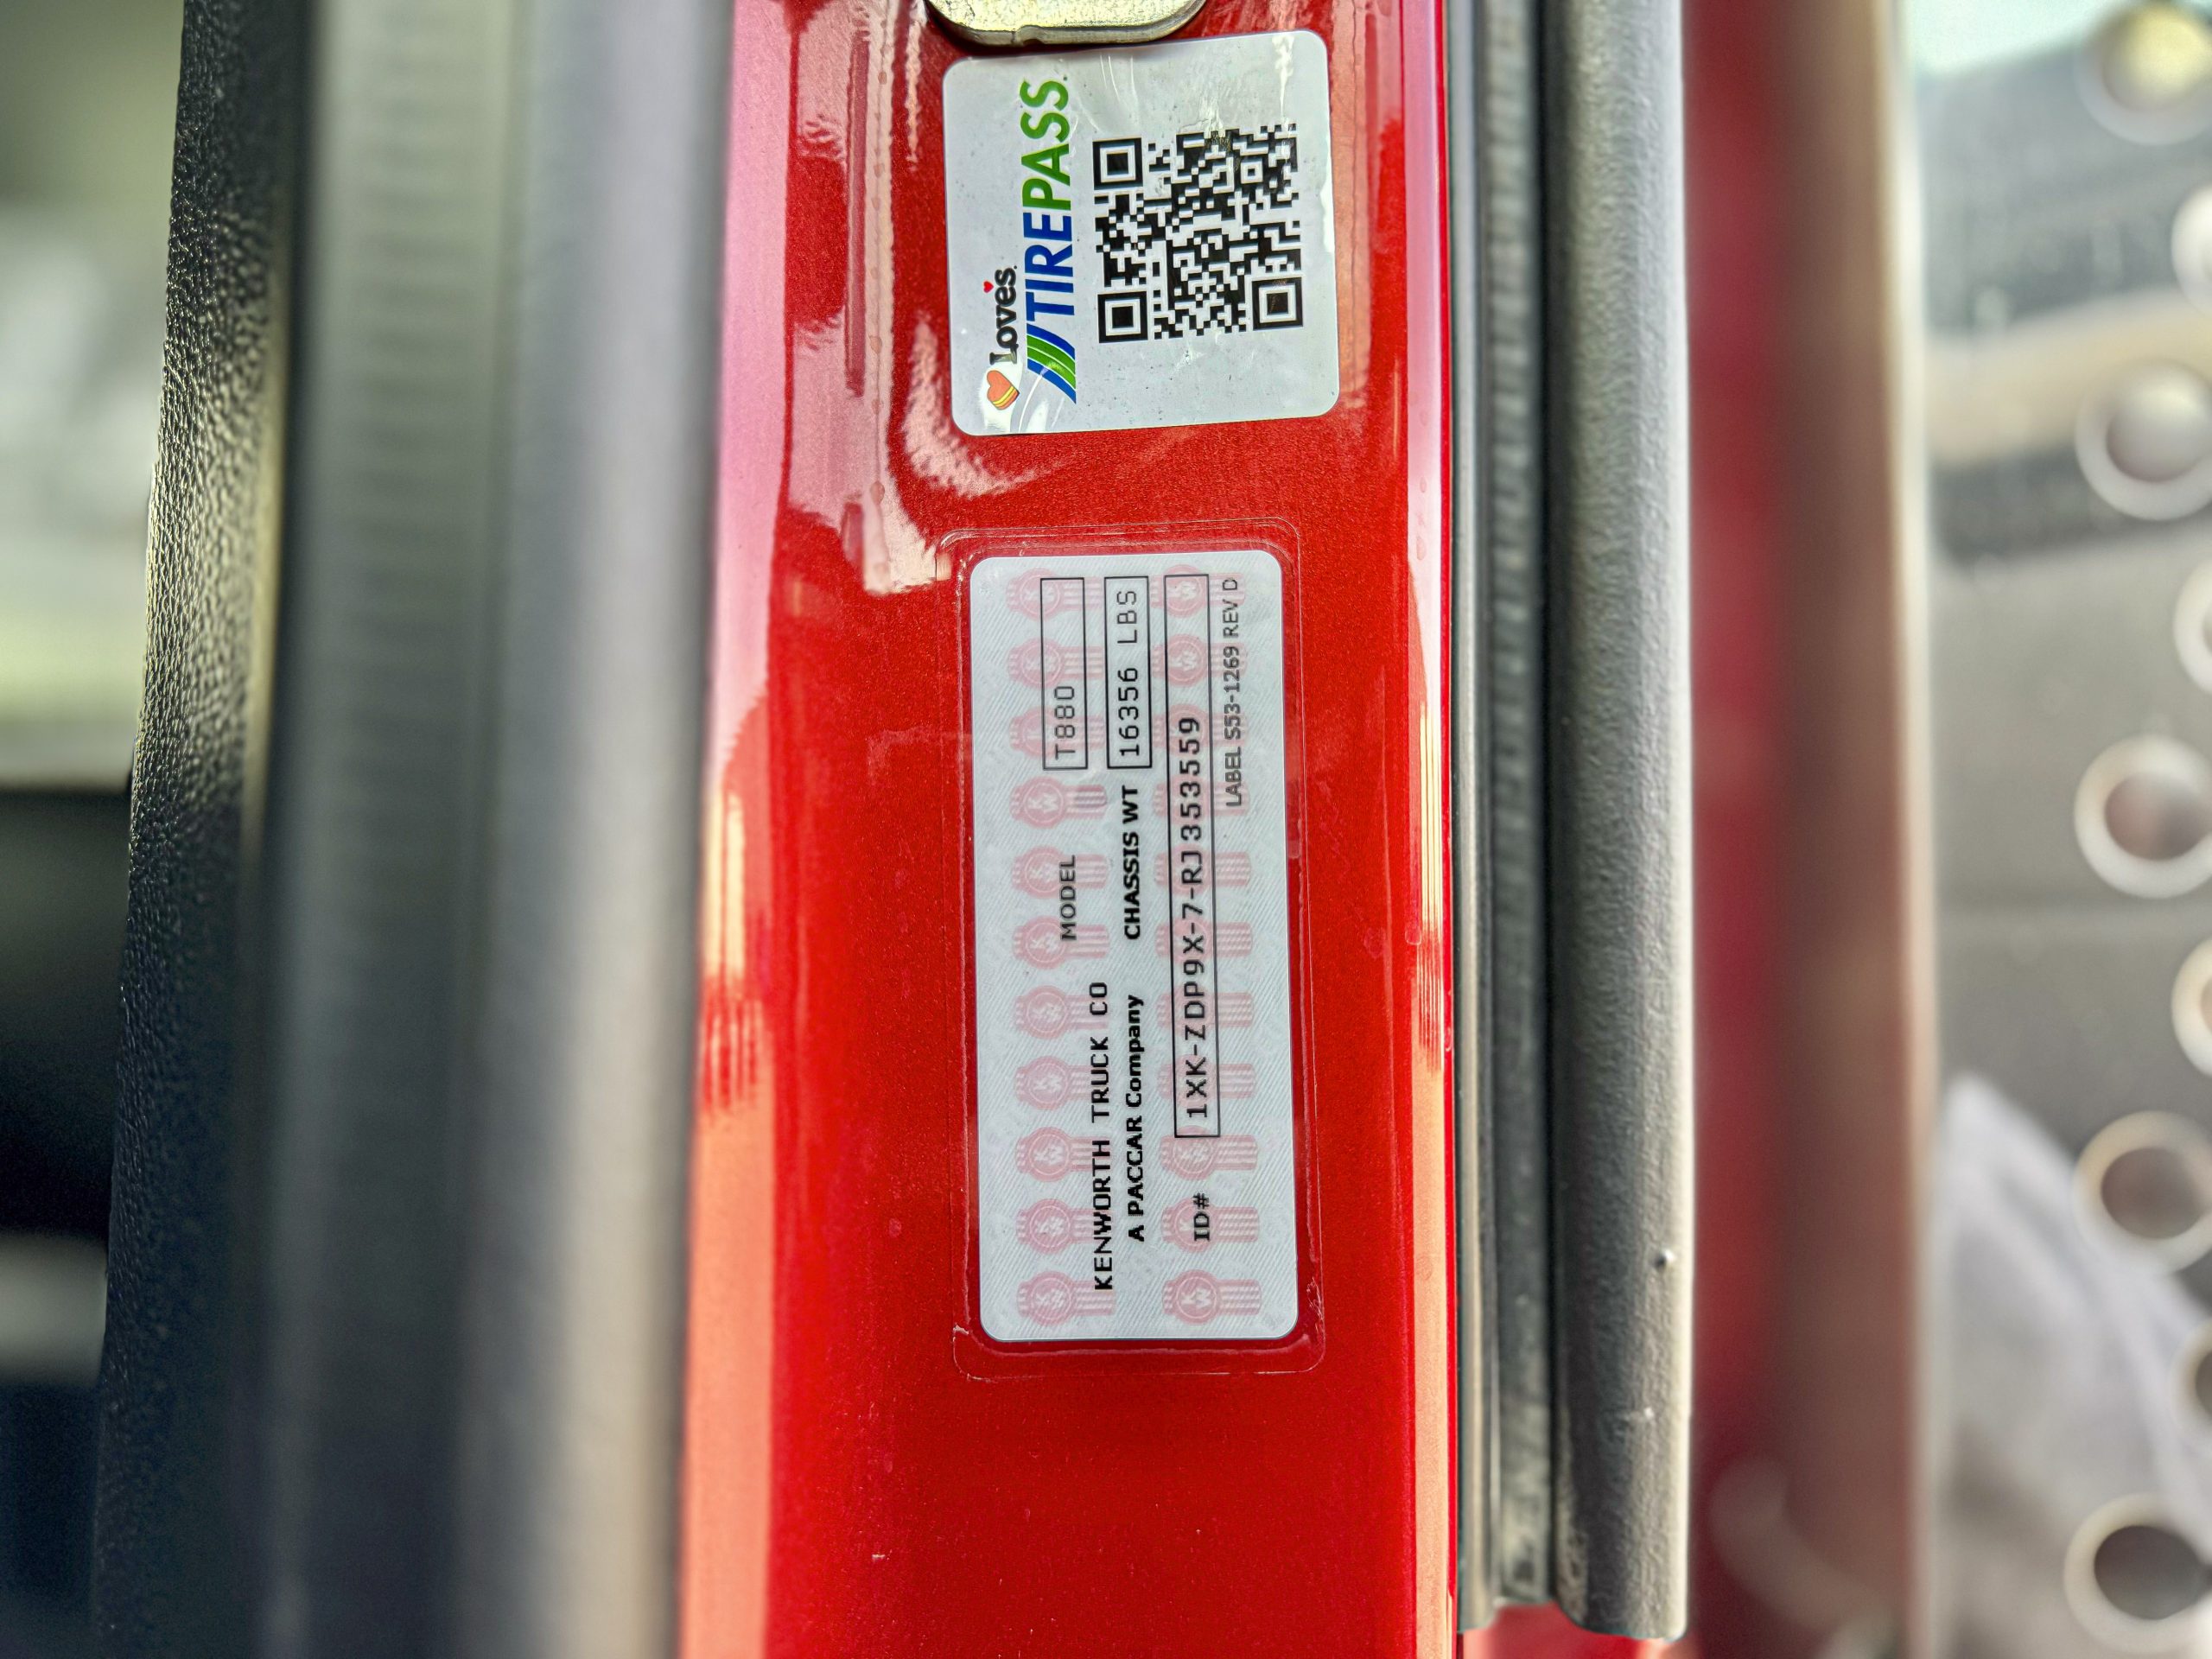 Love's
TIREPASS
KENWORTH TRUCK CO
A PACCAR Company
MODEL T880
CHASSIS WT 16356 LBS
ID# 1XK-ZDP9X-7-RJ353559
LABEL S53-1269 REV D